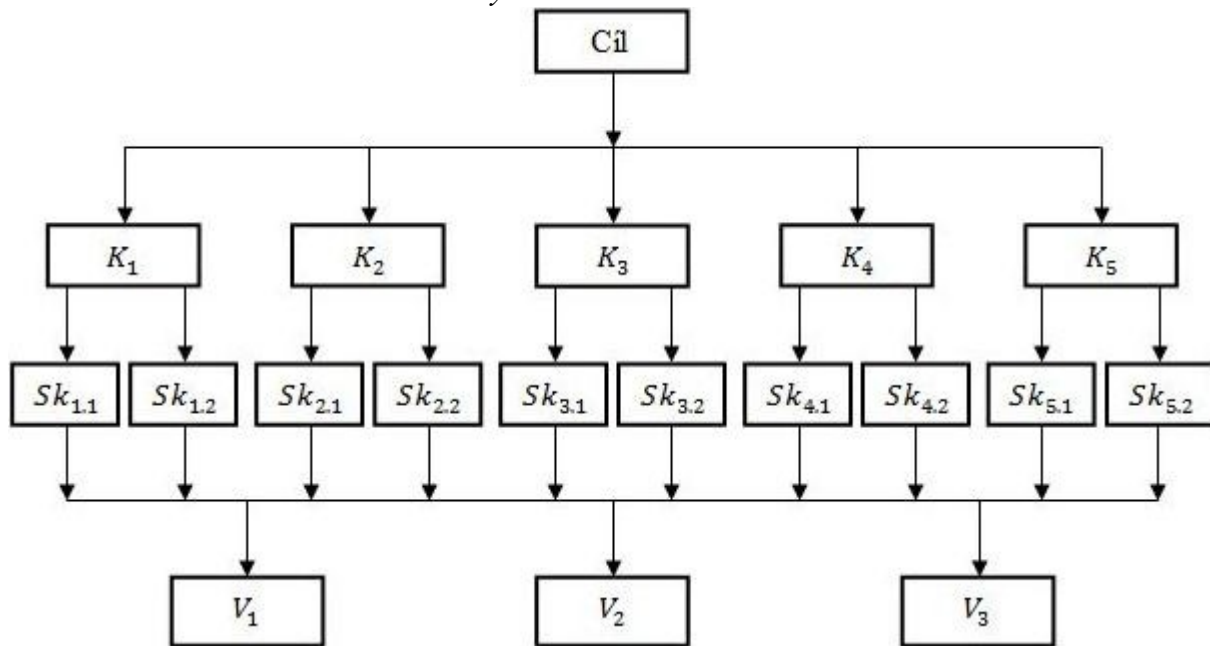 y
Cíl
K₁ K₂ K₃ K₄ K₅
Sk₁.₁ Sk₁.₂ Sk₂.₁ Sk₂.₂ Sk₃.₁ Sk₃.₂ Sk₄.₁ Sk₄.₂ Sk₅.₁ Sk₅.₂
V₁ V₂ V₃